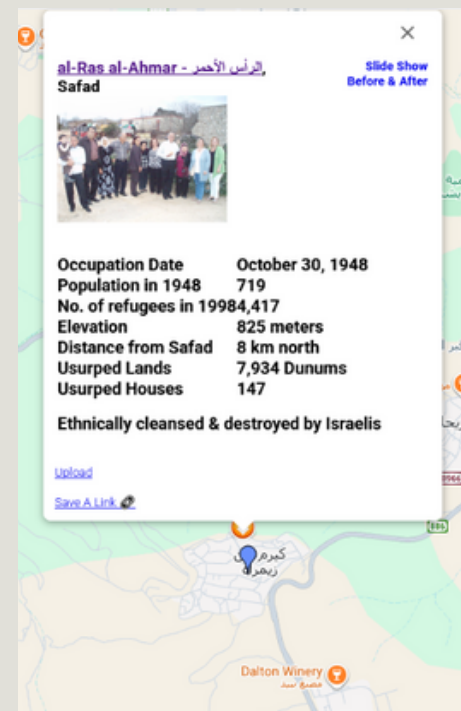 al-Ras al-Ahmar - الرأس الأحمر,
Safad
Slide Show
Before & After
Occupation Date October 30, 1948
Population in 1948 719
No. of refugees in 19984,417
Elevation 825 meters
Distance from Safad 8 km north
Usurped Lands 7,934 Dunums
Usurped Houses 147
Ethnically cleansed & destroyed by Israelis
Upload
Save A Link
886
زيمرة
Dalton Winery